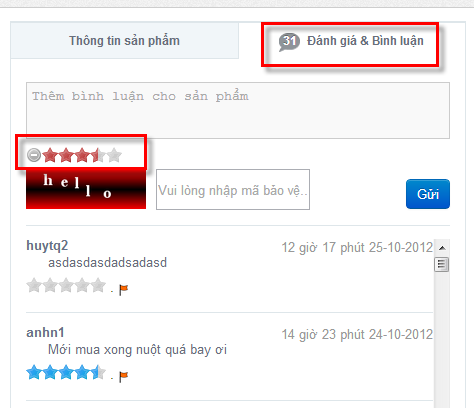 Thông tin sản phẩm
31 Đánh giá & Bình luận
Thêm bình luận cho sản phẩm
hello
Vui lòng nhập mã bảo vệ..
Gửi
huytq2 12 giờ 17 phút 25-10-2012
asdasdasdadsadasd
.
anhn1 14 giờ 23 phút 24-10-2012
Mới mua xong nuột quá bay ơi
.